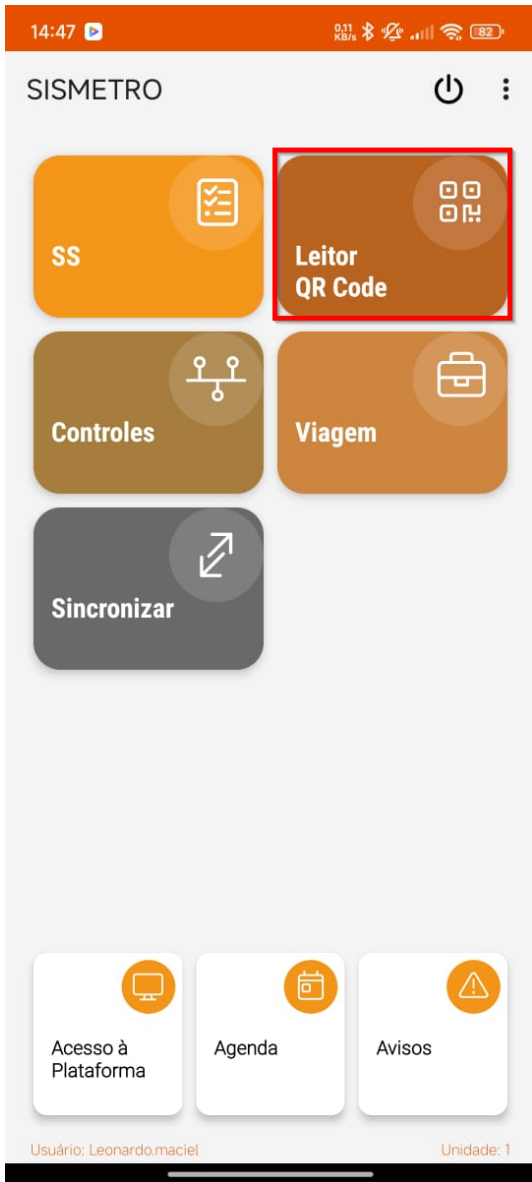 14:47
0,11
KB/s
82
SISMETRO
SS
Leitor
QR Code
Controles
Viagem
Sincronizar
Acesso à
Plataforma
Agenda
Avisos
Usuário: Leonardo.maciel
Unidade: 1